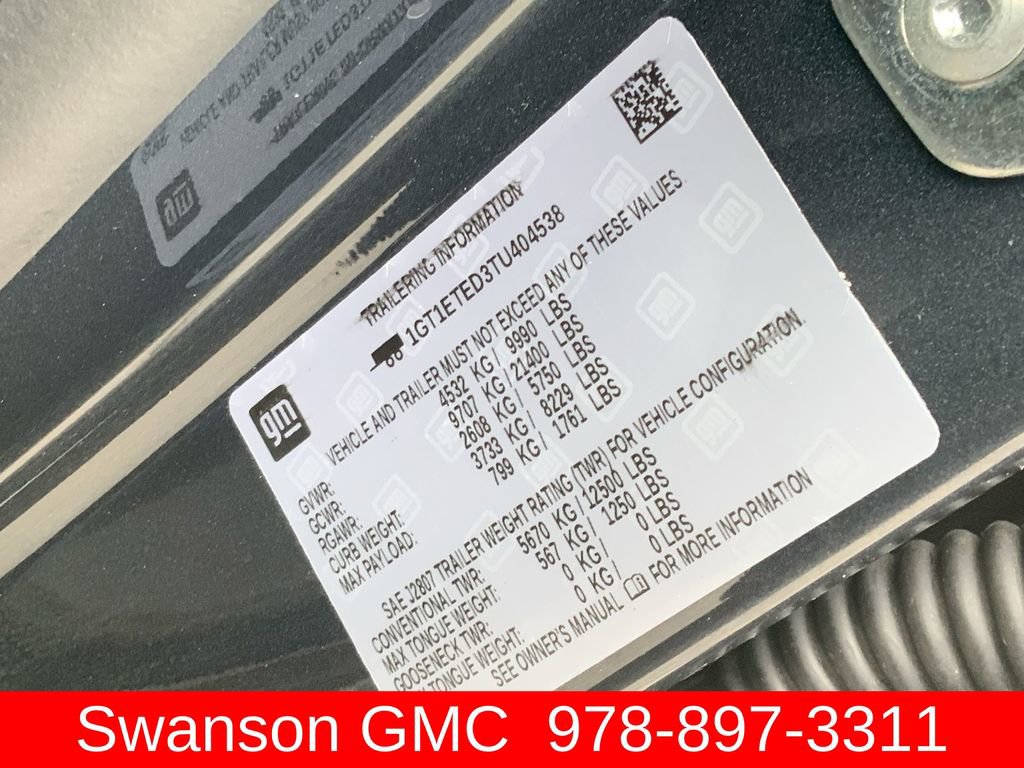 gm
TRAILERING INFORMATION
1GT1ETED3TU404538
VEHICLE AND TRAILER MUST NOT EXCEED ANY OF THESE VALUES
GVWR: 4532 KG / 9990 LBS
GCWR: 9707 KG / 21400 LBS
RGAWR: 2608 KG / 5750 LBS
CURB WEIGHT: 3733 KG / 8229 LBS
MAX PAYLOAD: 799 KG / 1761 LBS
SAE J2807 TRAILER WEIGHT RATING (TWR) FOR VEHICLE CONFIGURATION.
CONVENTIONAL TWR: 5670 KG / 12500 LBS
MAX TONGUE WEIGHT: 567 KG / 1250 LBS
GOOSENECK TWR: 0 KG / 0 LBS
TONGUE WEIGHT: 0 KG / 0 LBS
SEE OWNER'S MANUAL FOR MORE INFORMATION
Swanson GMC 978-897-3311